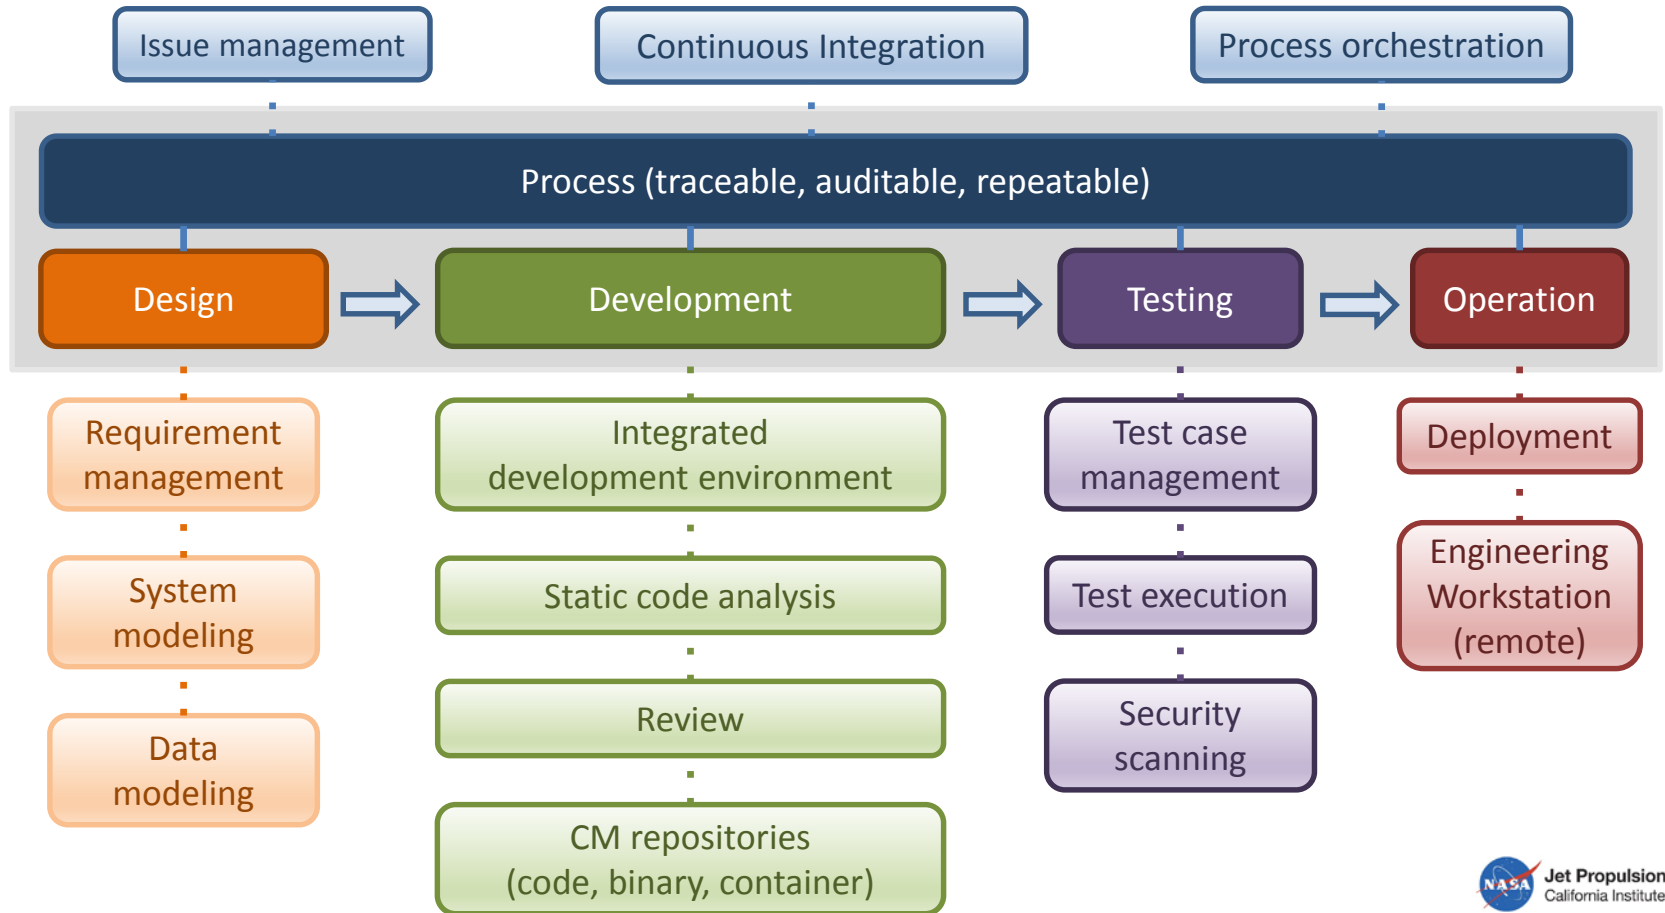 Issue management
Continuous Integration
Process orchestration
Process (traceable, auditable, repeatable)
Design
Development
Testing
Operation
Requirement
management
System
modeling
Data
modeling
Integrated
development environment
Static code analysis
Review
CM repositories
(code, binary, container)
Test case
management
Test execution
Security
scanning
Deployment
Engineering
Workstation
(remote)
NASA
Jet Propulsion
California Institute